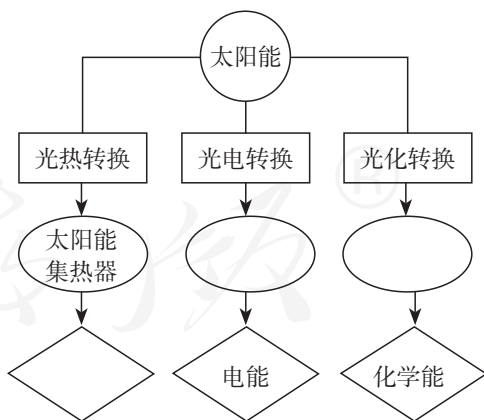 太阳能
光热转换 光电转换 光化转换
®
太阳能
集热器
电能 化学能